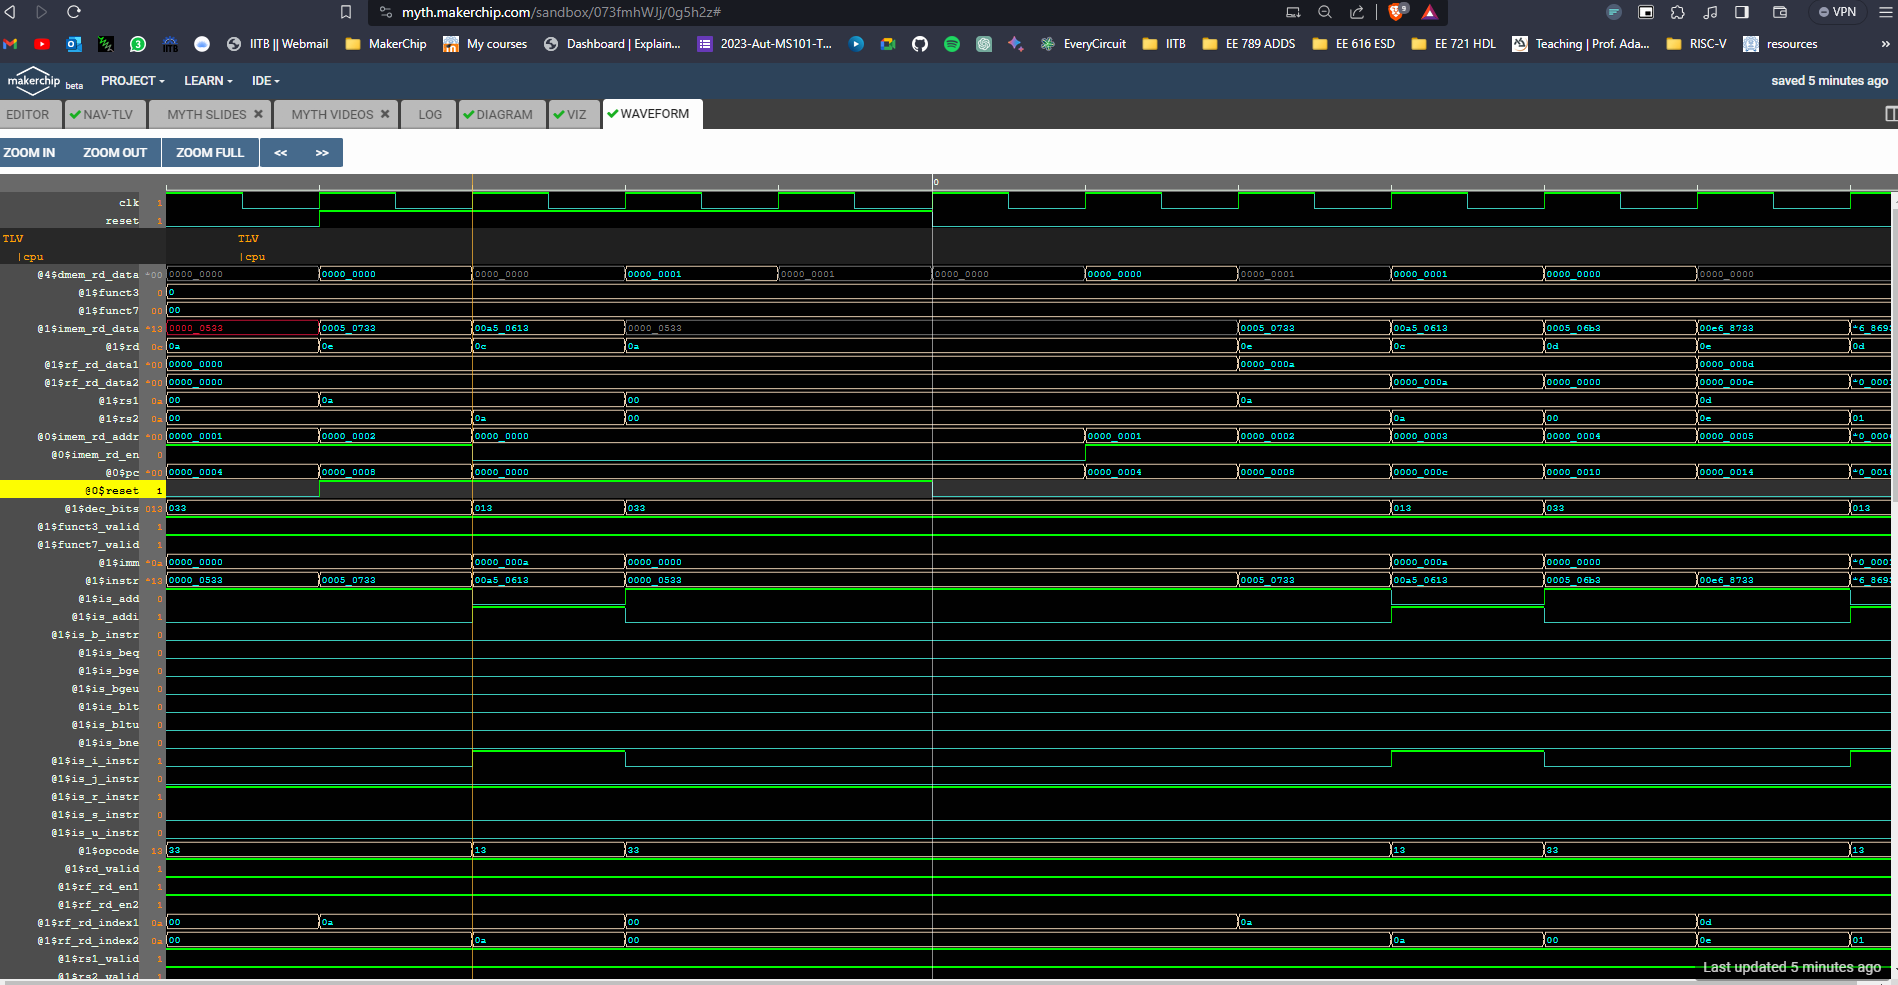 myth.makerchip.com/sandbox/073fmhWJj/0g5h2z#
9
VPN
3
IITB
IITB || Webmail
MakerChip
My courses
Dashboard | Explain...
2023-Aut-MS101-T...
EveryCircuit
IITB
EE 789 ADDS
EE 616 ESD
EE 721 HDL
Teaching | Prof. Ada...
RISC-V
resources
»
makerchip beta
PROJECT
LEARN
IDE
saved 5 minutes ago
EDITOR
NAV-TLV
MYTH SLIDES
MYTH VIDEOS
LOG
DIAGRAM
VIZ
WAVEFORM
ZOOM IN ZOOM OUT ZOOM FULL << >>
0
clk 1
reset 1
TLV TLV
|cpu |cpu
@4$dmem_rd_data *00 0000_0000 0000_0000 0000_0000 0000_0001 0000_0001 0000_0000 0000_0000 0000_0001 0000_0001 0000_0000 0000_0000
@1$funct3 0 0
@1$funct7 00 00
@1$imem_rd_data *13 0000_0533 0005_0733 00a5_0613 0000_0533 0005_0733 00a5_0613 0005_06b3 00e6_8733 *6_869
@1$rd 0c 0a 0e 0c 0a 0e 0c 0d 0e 0d
@1$rf_rd_data1 *00 0000_0000 0000_000a 0000_000d
@1$rf_rd_data2 *00 0000_0000 0000_000a 0000_0000 0000_000e *0_000
@1$rs1 0a 00 0a 00 0a 0d
@1$rs2 0a 00 0a 00 0a 00 0e 01
@0$imem_rd_addr *00 0000_0001 0000_0002 0000_0000 0000_0001 0000_0002 0000_0003 0000_0004 0000_0005 *0_000
@0$imem_rd_en 0
@0$pc *00 0000_0004 0000_0008 0000_0000 0000_0004 0000_0008 0000_000c 0000_0010 0000_0014 *0_001
@0$reset 1
@1$dec_bits 013 033 013 033 013 033 013
@1$funct3_valid 1
@1$funct7_valid 1
@1$imm *0a 0000_0000 0000_000a 0000_0000 0000_000a 0000_0000 *0_000
@1$instr *13 0000_0533 0005_0733 00a5_0613 0000_0533 0005_0733 00a5_0613 0005_06b3 00e6_8733 *6_869
@1$is_add 0
@1$is_addi 1
@1$is_b_instr 0
@1$is_beq 0
@1$is_bge 0
@1$is_bgeu 0
@1$is_blt 0
@1$is_bltu 0
@1$is_bne 0
@1$is_i_instr 1
@1$is_j_instr 0
@1$is_r_instr 1
@1$is_s_instr 0
@1$is_u_instr 0
@1$opcode 13 33 13 33 13 33 13
@1$rd_valid 1
@1$rf_rd_en1 1
@1$rf_rd_en2 1
@1$rf_rd_index1 0a 00 0a 00 0a 0d
@1$rf_rd_index2 0a 00 0a 00 0a 00 0e 01
@1$rs1_valid 1
@1$rs2_valid 1
Last updated 5 minutes ago